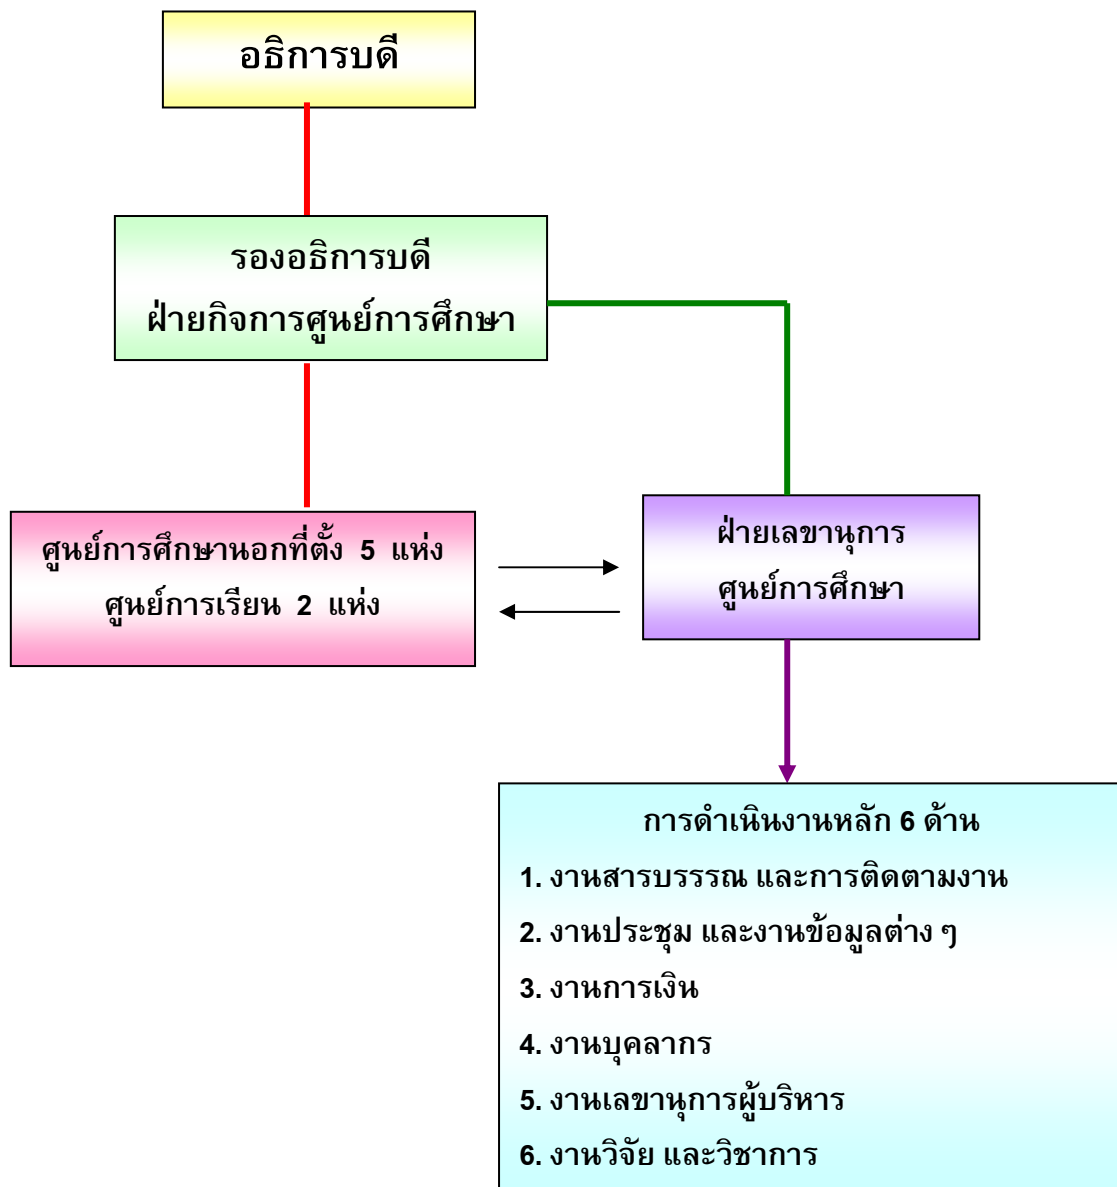 อธิการบดี
รองอธิการบดี
ฝ่ายกิจการศูนย์การศึกษา
ศูนย์การศึกษานอกที่ตั้ง 5 แห่ง
ศูนย์การเรียน 2 แห่ง
ฝ่ายเลขานุการ
ศูนย์การศึกษา
การดำเนินงานหลัก 6 ด้าน
1. งานสารบรรรณ และการติดตามงาน
2. งานประชุม และงานข้อมูลต่าง ๆ
3. งานการเงิน
4. งานบุคลากร
5. งานเลขานุการผู้บริหาร
6. งานวิจัย และวิชาการ